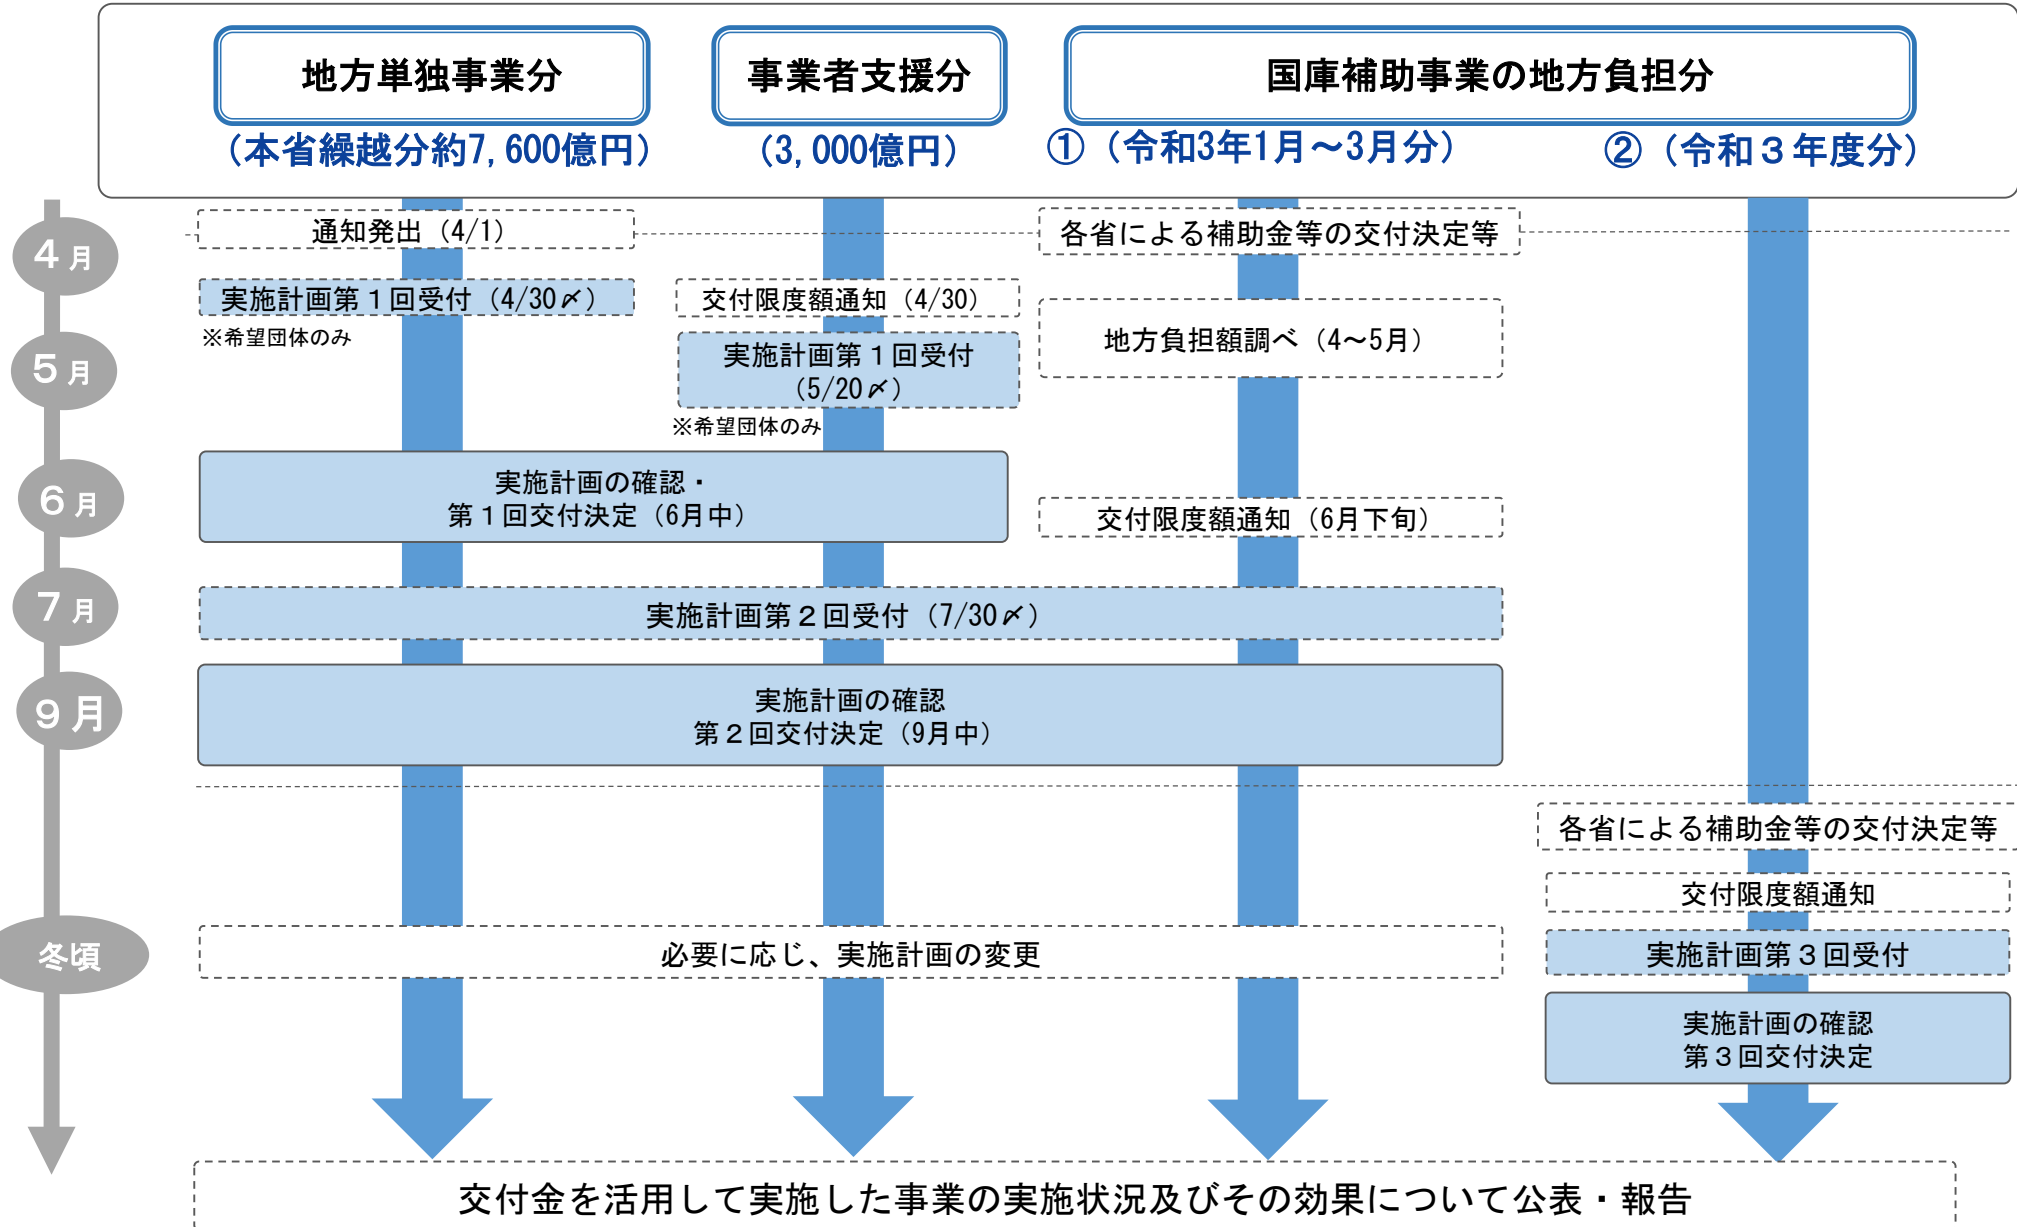 地方単独事業分
事業者支援分
国庫補助事業の地方負担分
（本省繰越分約7,600億円）
（3,000億円）
①（令和3年1月～3月分）
②（令和３年度分）
4月
通知発出（4/1）
各省による補助金等の交付決定等
実施計画第１回受付（4/30〆）
※希望団体のみ
交付限度額通知（4/30）
地方負担額調べ（4～5月）
5月
実施計画第１回受付
（5/20〆）
※希望団体のみ
6月
実施計画の確認・
第１回交付決定（6月中）
交付限度額通知（6月下旬）
7月
実施計画第２回受付（7/30〆）
9月
実施計画の確認
第２回交付決定（9月中）
各省による補助金等の交付決定等
交付限度額通知
冬頃
必要に応じ、実施計画の変更
実施計画第３回受付
実施計画の確認
第３回交付決定
交付金を活用して実施した事業の実施状況及びその効果について公表・報告